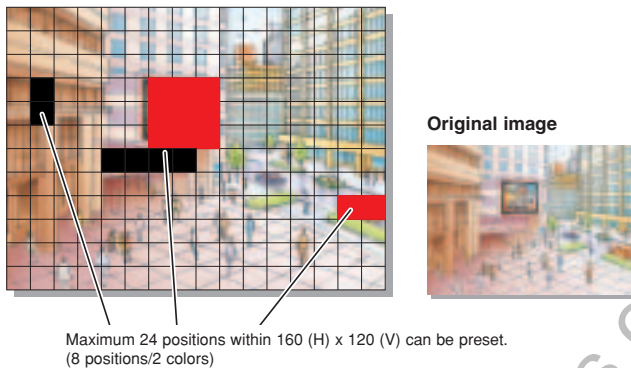 Original image
Maximum 24 positions within 160 (H) x 120 (V) can be preset.
(8 positions/2 colors)